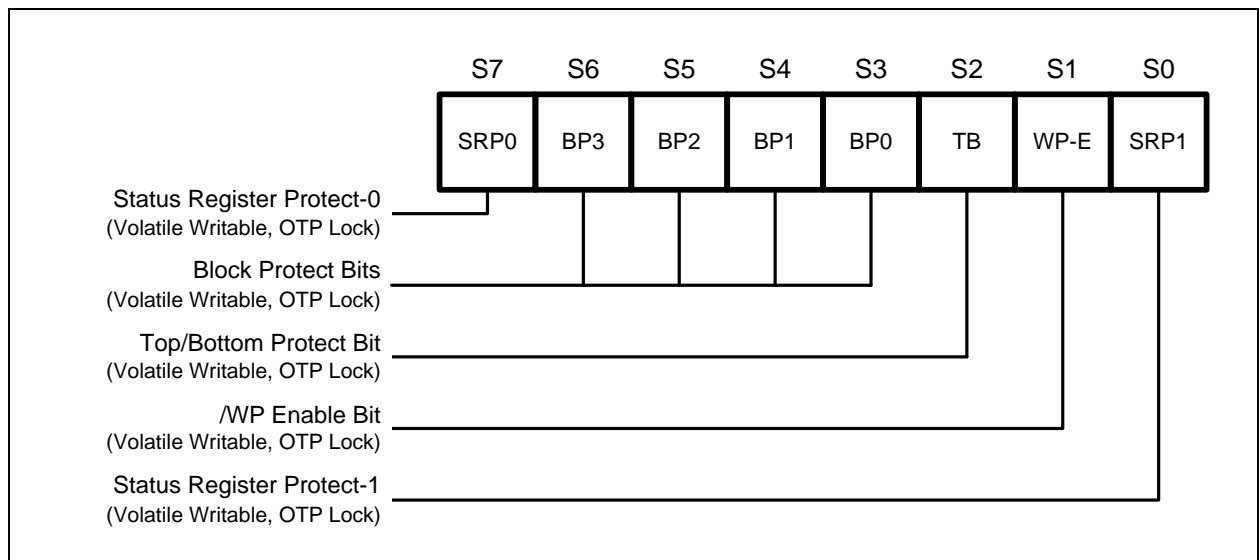 S7 S6 S5 S4 S3 S2 S1 S0
SRP0 BP3 BP2 BP1 BP0 TB WP-E SRP1
Status Register Protect-0
(Volatile Writable, OTP Lock)
Block Protect Bits
(Volatile Writable, OTP Lock)
Top/Bottom Protect Bit
(Volatile Writable, OTP Lock)
/WP Enable Bit
(Volatile Writable, OTP Lock)
Status Register Protect-1
(Volatile Writable, OTP Lock)